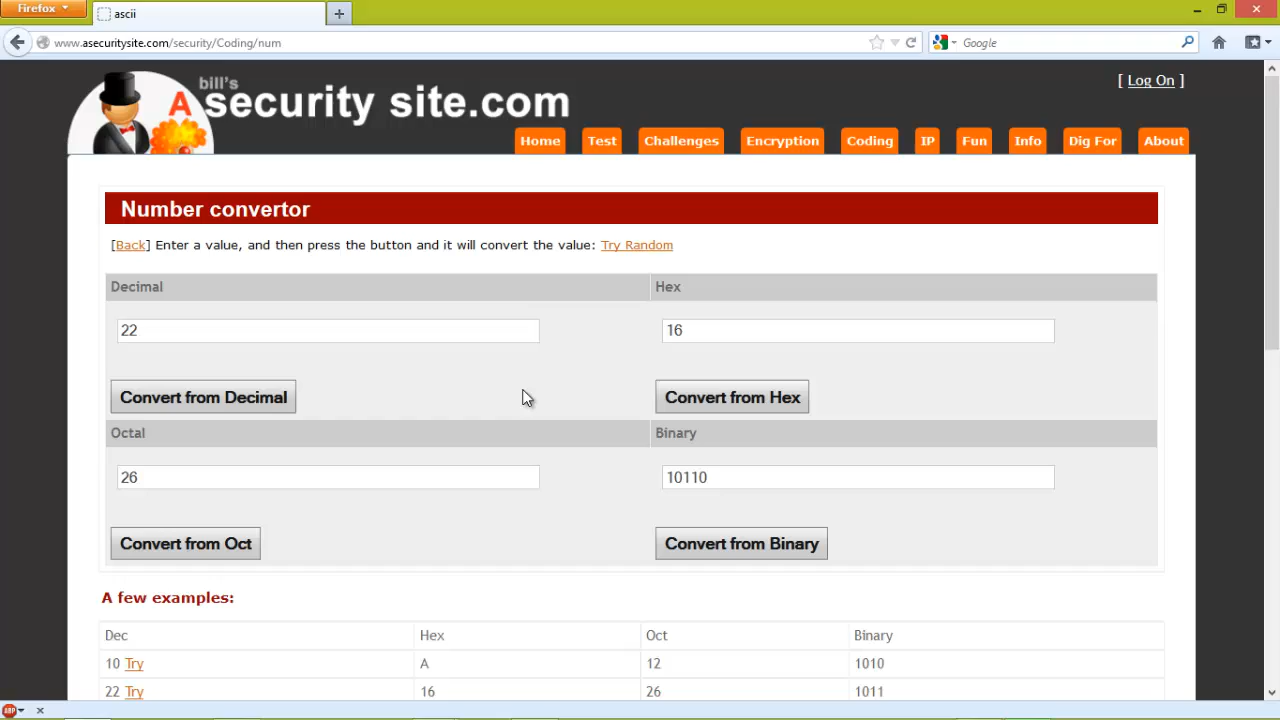 Firefox
ascii
www.asecuritysite.com/security/Coding/num
Google
bill's
A security site.com
[ Log On ]
Home Test Challenges Encryption Coding IP Fun Info Dig For About
Number convertor
[Back] Enter a value, and then press the button and it will convert the value: Try Random
Decimal Hex
22 16
Convert from Decimal Convert from Hex
Octal Binary
26 10110
Convert from Oct Convert from Binary
A few examples:
Dec Hex Oct Binary
10 Try A 12 1010
22 Try 16 26 1011
ABP